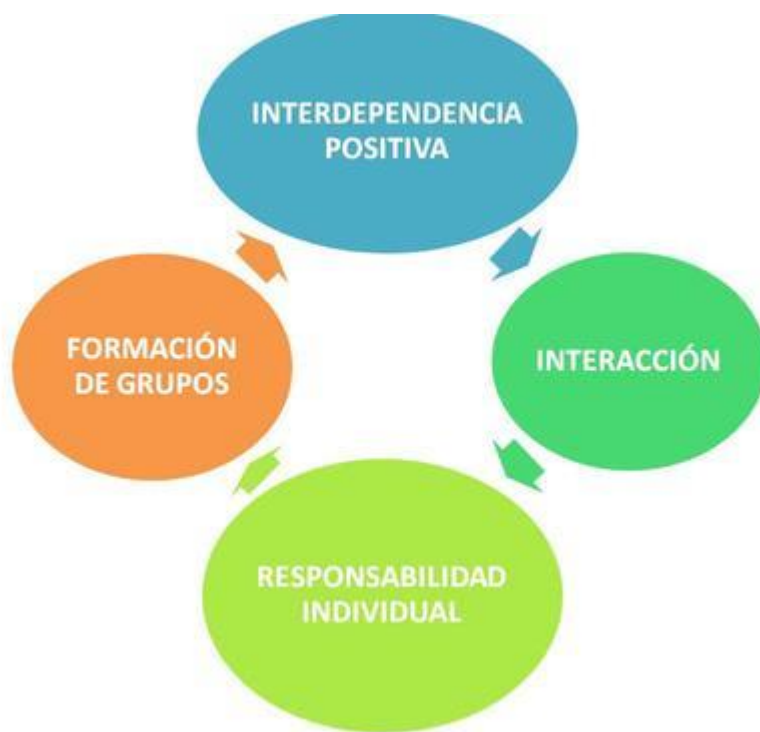 INTERDEPENDENCIA
POSITIVA
FORMACIÓN
DE GRUPOS
INTERACCIÓN
RESPONSABILIDAD
INDIVIDUAL